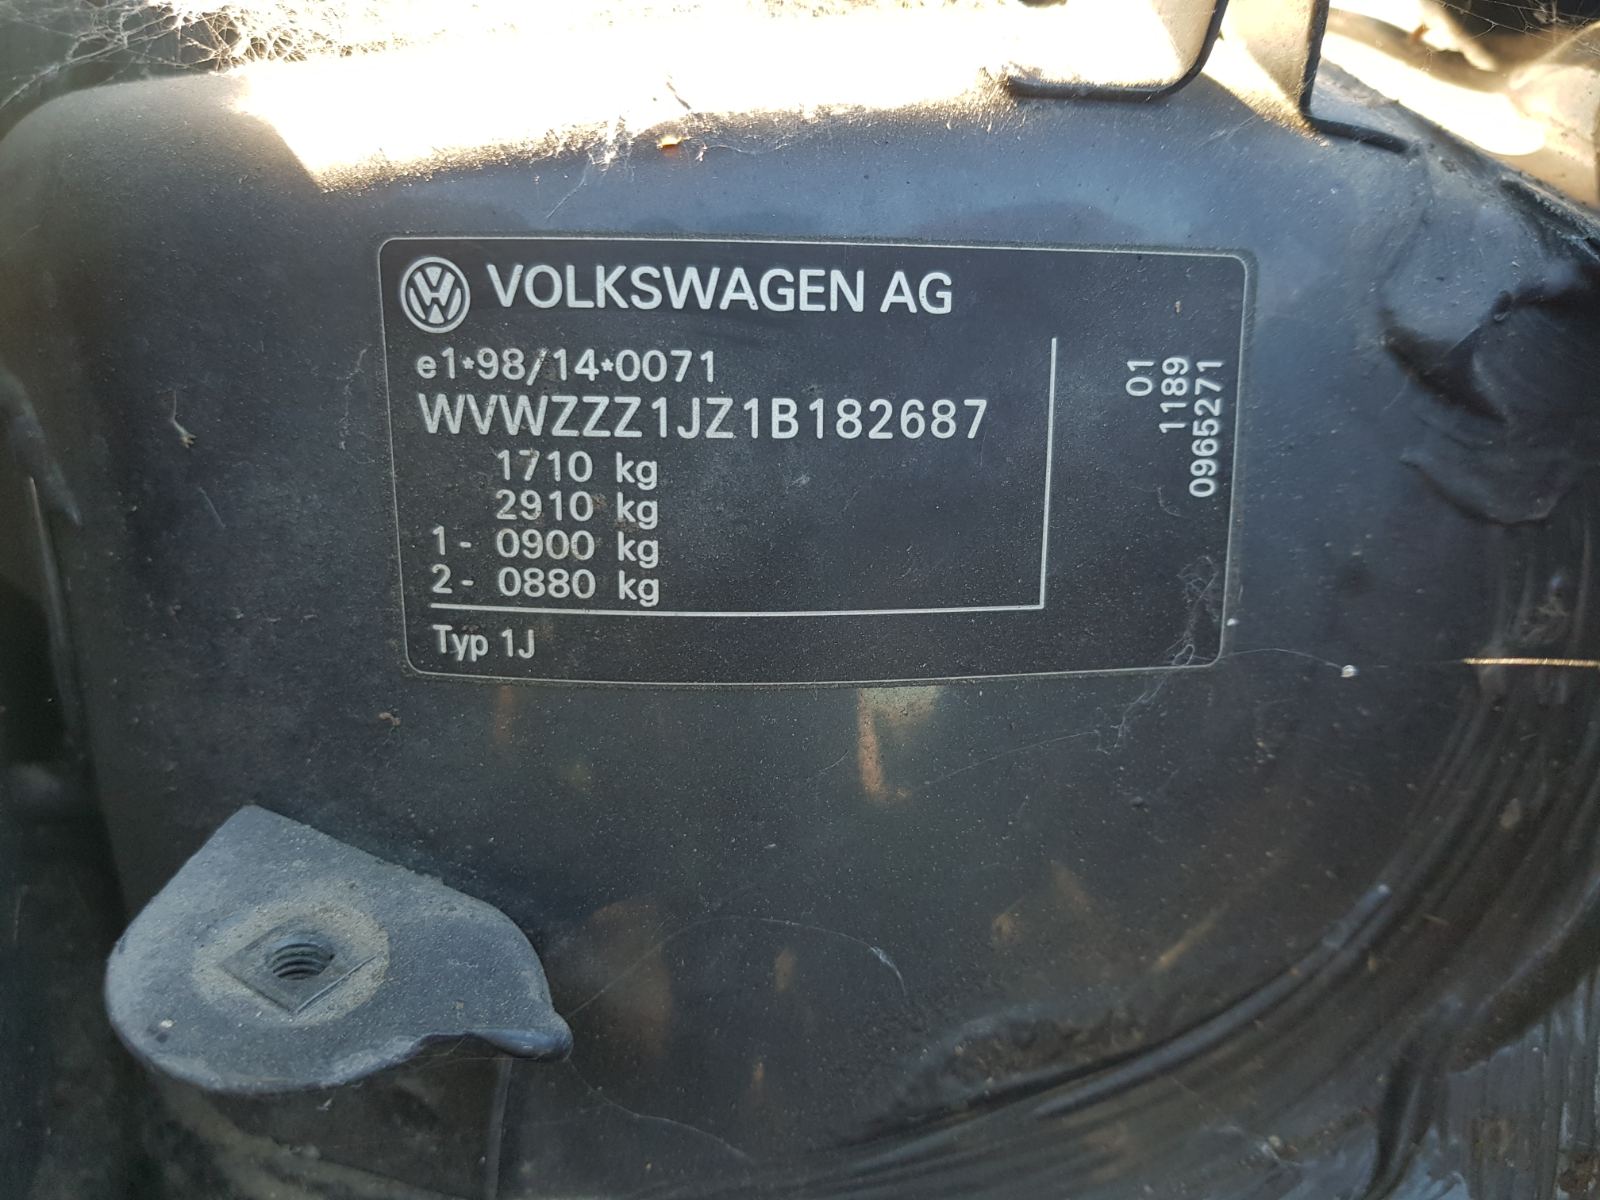 VOLKSWAGEN AG
e1*98/14*0071
WVWZZZ1JZ1B182687
1710 kg
2910 kg
1- 0900 kg
2- 0880 kg
Typ 1J
01
1189
0965271